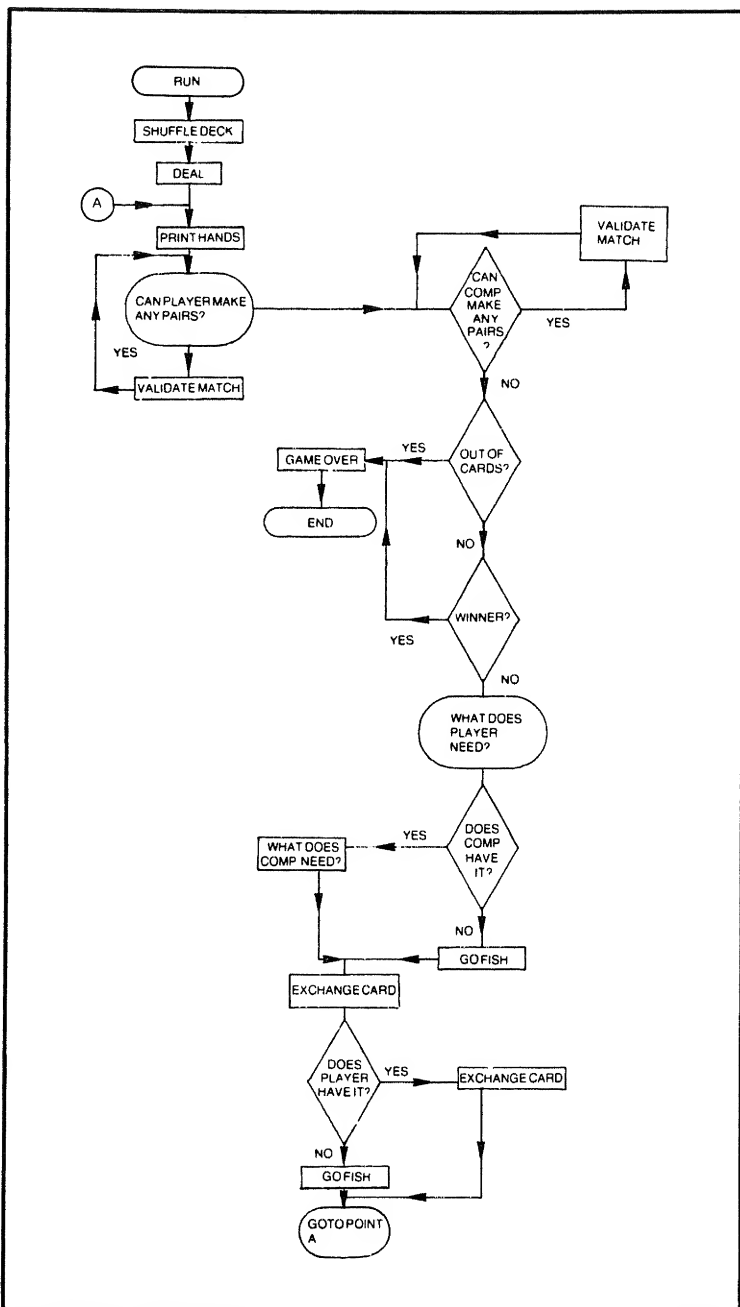 RUN
SHUFFLE DECK
DEAL
A
PRINT HANDS
CAN PLAYER MAKE
ANY PAIRS?
YES
VALIDATE MATCH
VALIDATE
MATCH
CAN
COMP
MAKE
ANY
PAIRS
?
YES
NO
OUT OF
CARDS?
YES
GAME OVER
END
NO
WINNER?
YES
NO
WHAT DOES
PLAYER
NEED?
DOES
COMP
HAVE
IT?
YES
WHAT DOES
COMP NEED?
NO
GO FISH
EXCHANGE CARD
DOES
PLAYER
HAVE IT?
YES
EXCHANGE CARD
NO
GO FISH
GOTO POINT
A